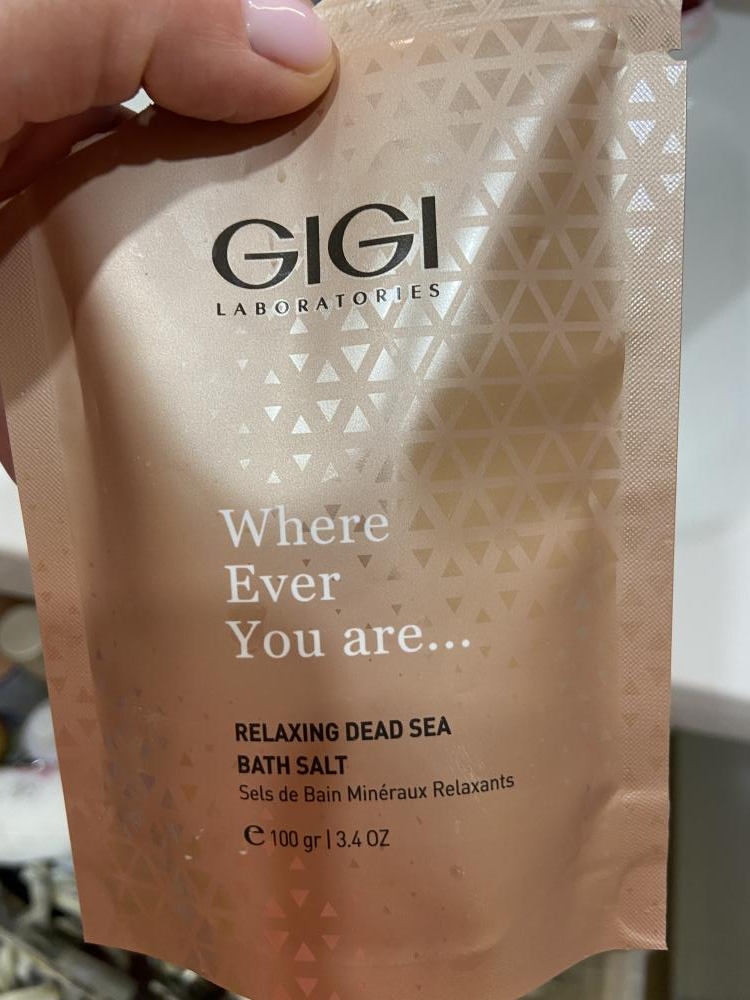 GIGI
LABORATORIES
Where
Ever
You are...
RELAXING DEAD SEA
BATH SALT
Sels de Bain Minéraux Relaxants
℮ 100 gr | 3.4 OZ